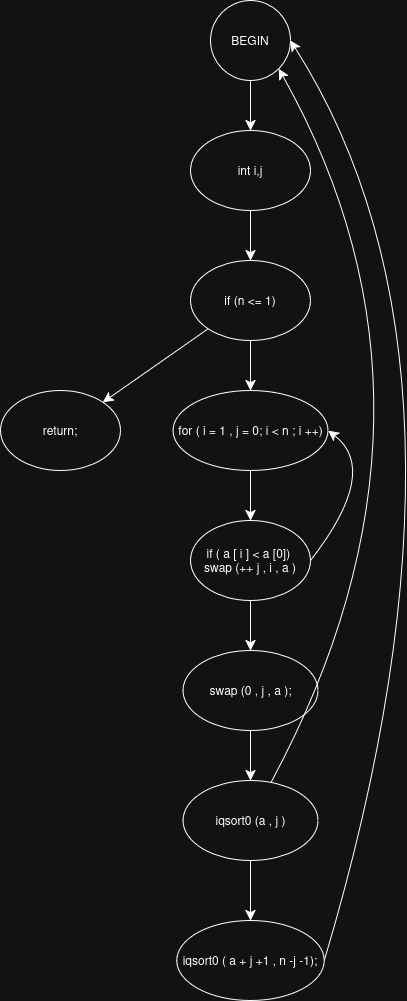 BEGIN
int i,j
if (n <= 1)
return;
for ( i = 1 , j = 0; i < n ; i ++)
if ( a [ i ] < a [0])
swap (++ j , i , a )
swap (0 , j , a );
iqsort0 (a , j )
iqsort0 ( a + j +1 , n -j -1);